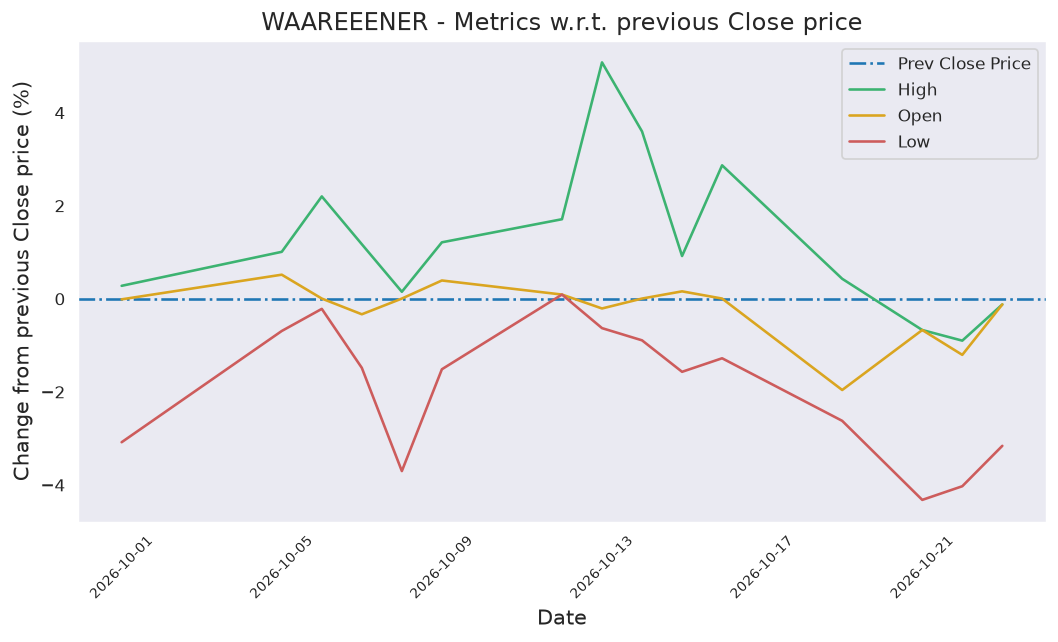 WAAREEENER - Metrics w.r.t. previous Close price
Change from previous Close price (%)
4
2
0
−2
−4
Prev Close Price
High
Open
Low
2026-10-01
2026-10-05
2026-10-09
2026-10-13
2026-10-17
2026-10-21
Date